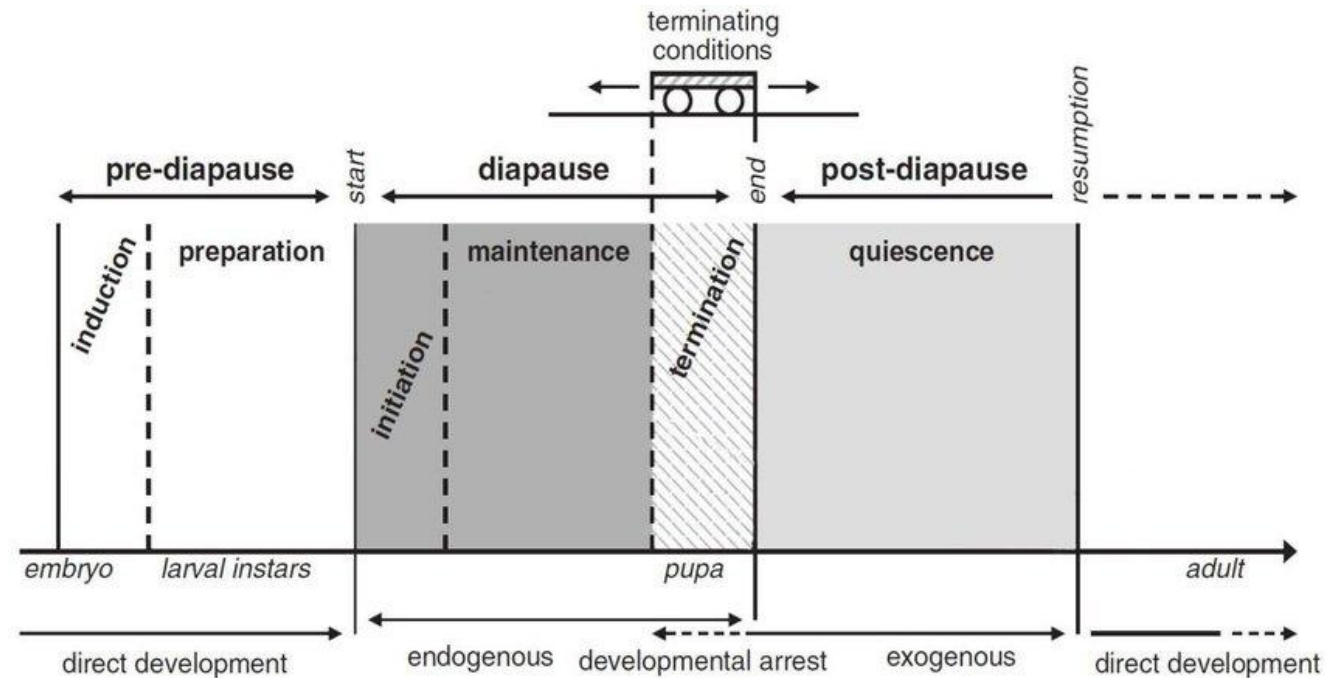 terminating
conditions
pre-diapause
start
diapause
end
post-diapause
resumption
induction
preparation
initiation
maintenance
termination
quiescence
embryo
larval instars
pupa
adult
direct development
endogenous
developmental arrest
exogenous
direct development